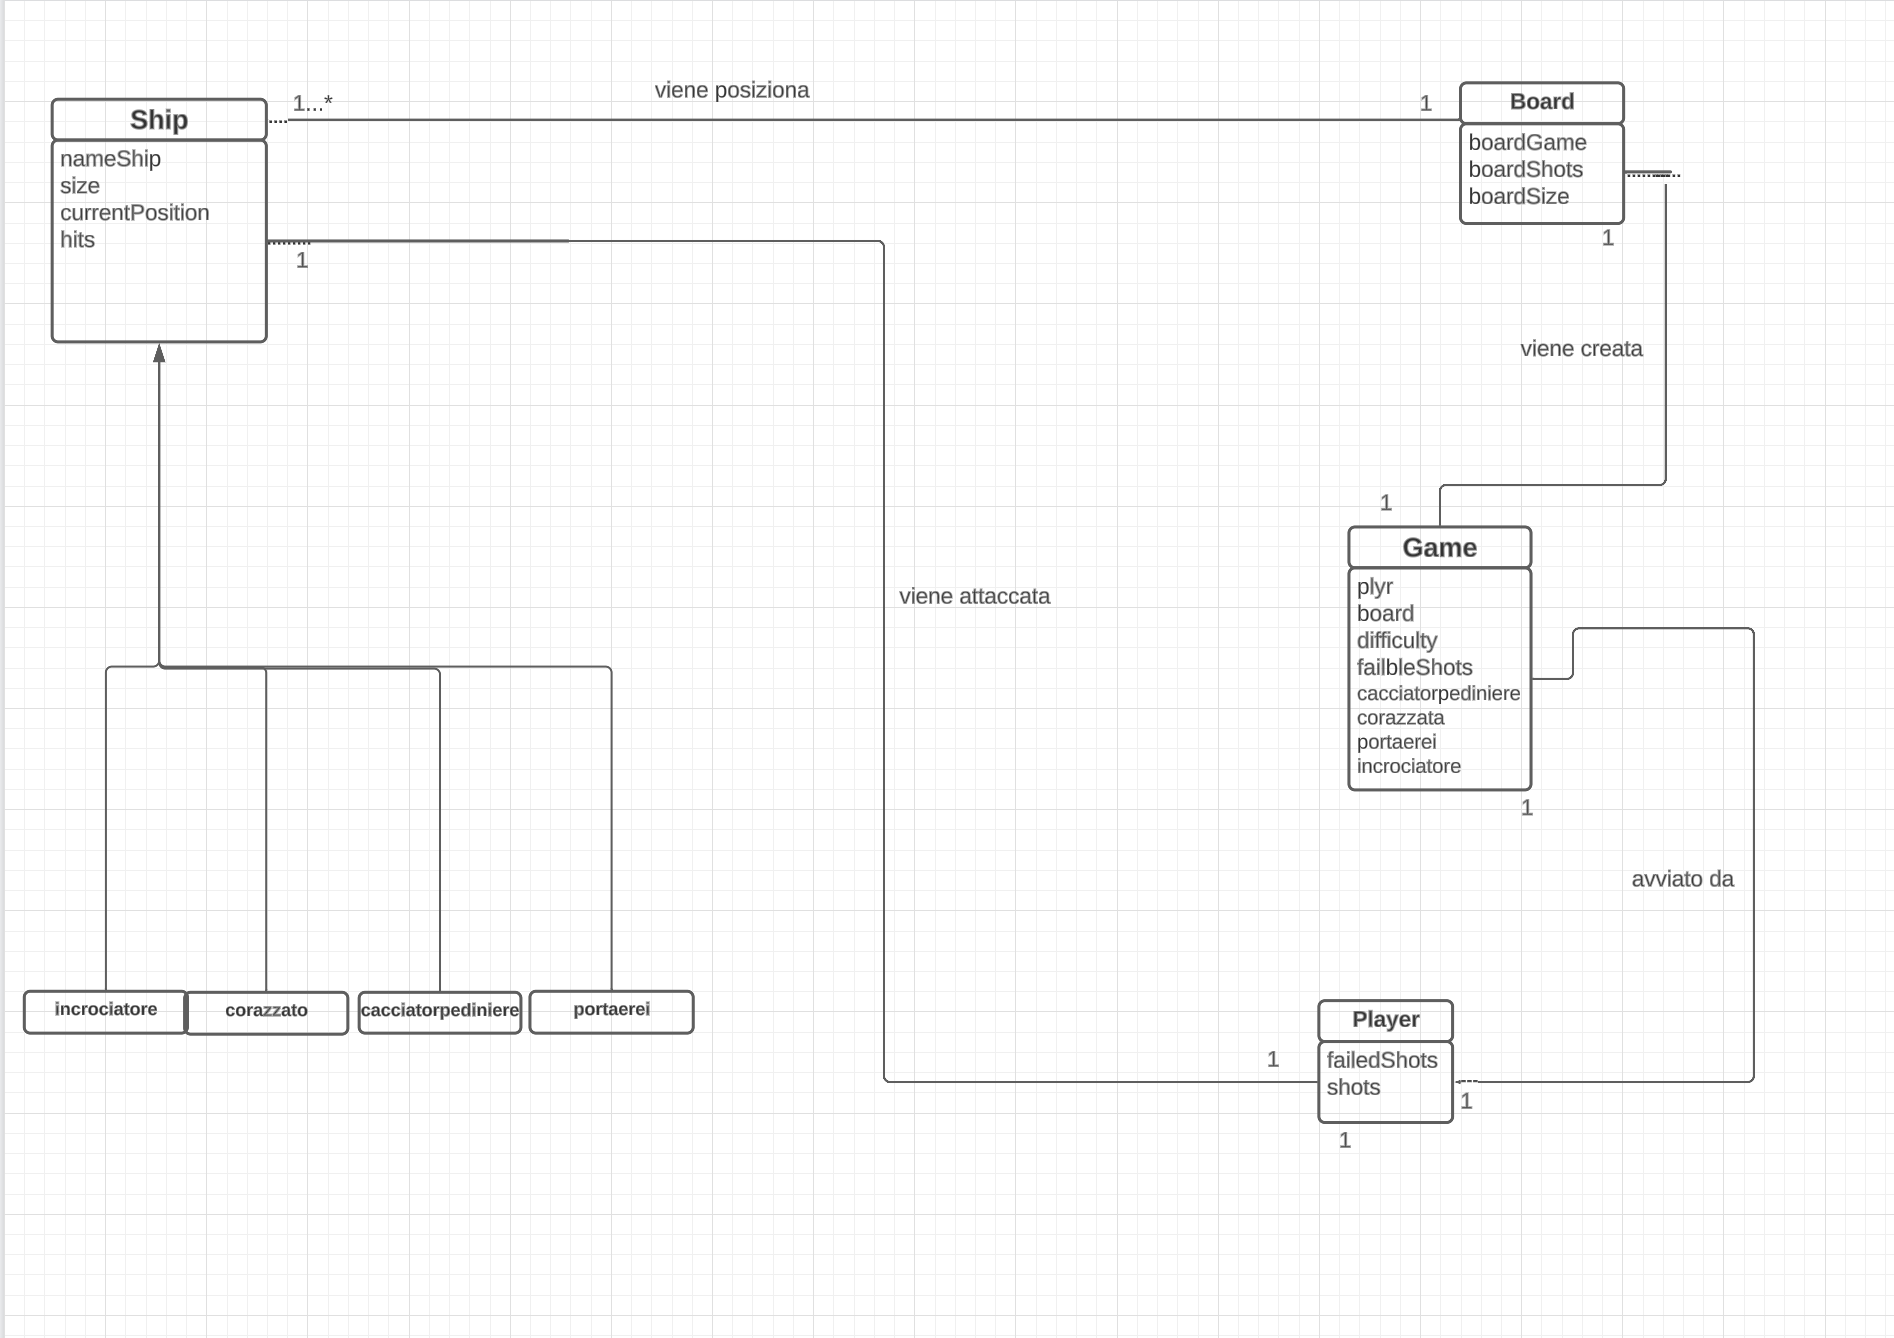 viene posiziona
1...*
1
Ship
nameShip
size
currentPosition
hits
1
Board
boardGame
boardShots
boardSize
1
viene creata
1
Game
plyr
board
difficulty
failbleShots
cacciatorpediniere
corazzata
portaerei
incrociatore
1
viene attaccata
avviato da
incrociatore
corazzato
cacciatorpediniere
portaerei
Player
failedShots
shots
1
1
1